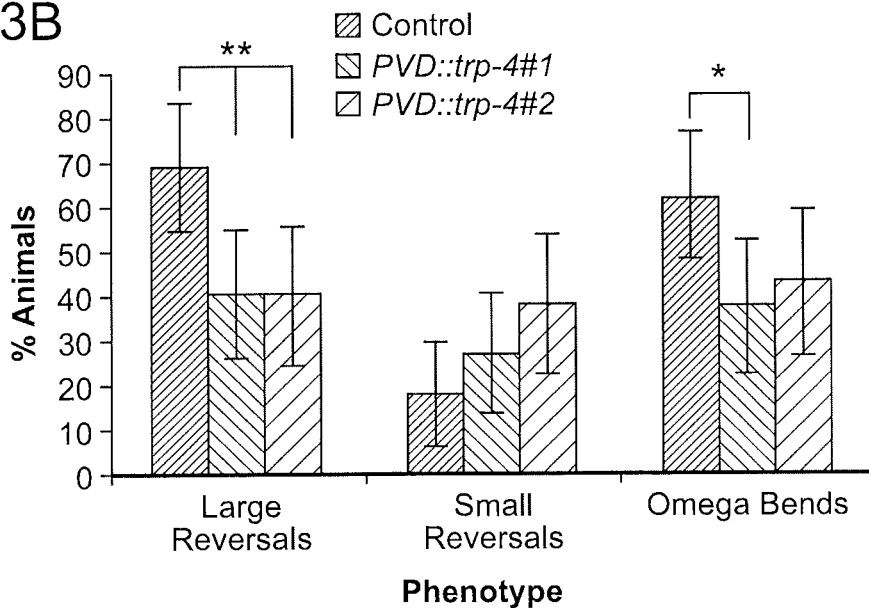 3B
Control
PVD::trp-4#1
PVD::trp-4#2
**
*
90
80
70
60
50
40
30
20
10
0
% Animals
Large
Reversals
Small
Reversals
Omega Bends
Phenotype